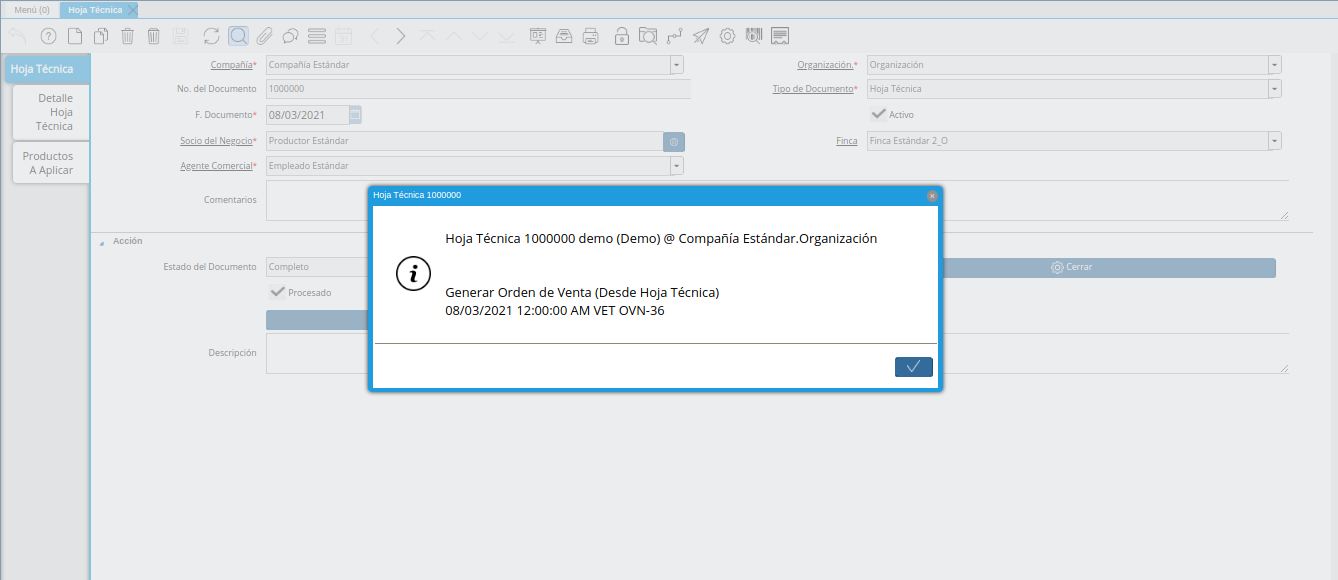 Menú (0)
Hoja Técnica
Hoja Técnica
Detalle
Hoja
Técnica
Productos
A Aplicar
Compañía* Compañía Estándar Organización.* Organización
No. del Documento 1000000 Tipo de Documento* Hoja Técnica
F. Documento* 08/03/2021 Activo
Socio del Negocio* Productor Estándar Finca Finca Estándar 2_O
Agente Comercial* Empleado Estándar
Comentarios
Acción
Estado del Documento Completo Cerrar
Procesado
Descripción
Hoja Técnica 1000000
Hoja Técnica 1000000 demo (Demo) @ Compañía Estándar.Organización
Generar Orden de Venta (Desde Hoja Técnica)
08/03/2021 12:00:00 AM VET OVN-36